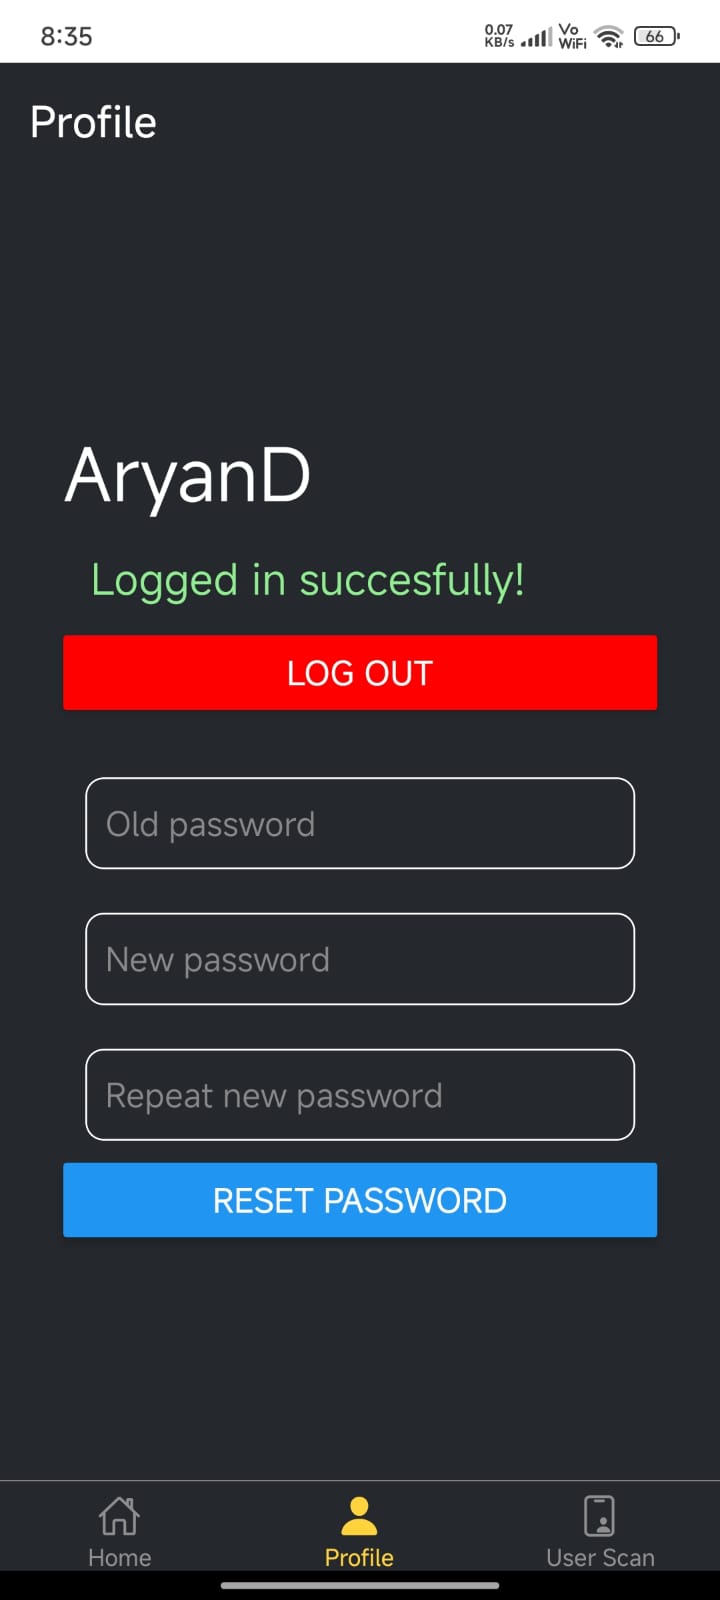 8:35
0.07 KB/s
Vo WiFi
66
Profile
AryanD
Logged in succesfully!
LOG OUT
Old password
New password
Repeat new password
RESET PASSWORD
Home
Profile
User Scan